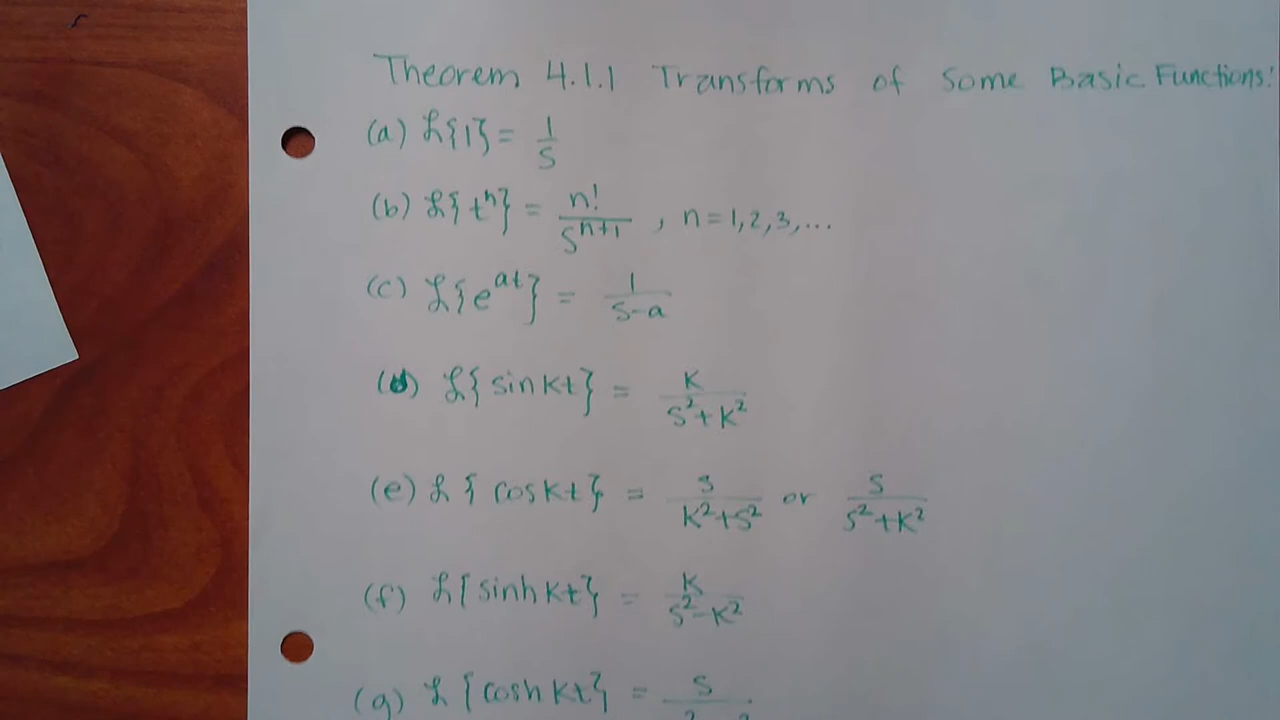 Theorem 4.1.1 Transforms of Some Basic Functions:
(a) ℒ{1} = 1/s
(b) ℒ{tⁿ} = n!/sⁿ⁺¹ , n = 1,2,3,...
(c) ℒ{e^at} = 1/(s-a)
(d) ℒ{sin kt} = k/(s²+k²)
(e) ℒ{cos kt} = s/(k²+s²) or s/(s²+k²)
(f) ℒ{sinh kt} = k/(s²-k²)
(g) ℒ{cosh kt} = s